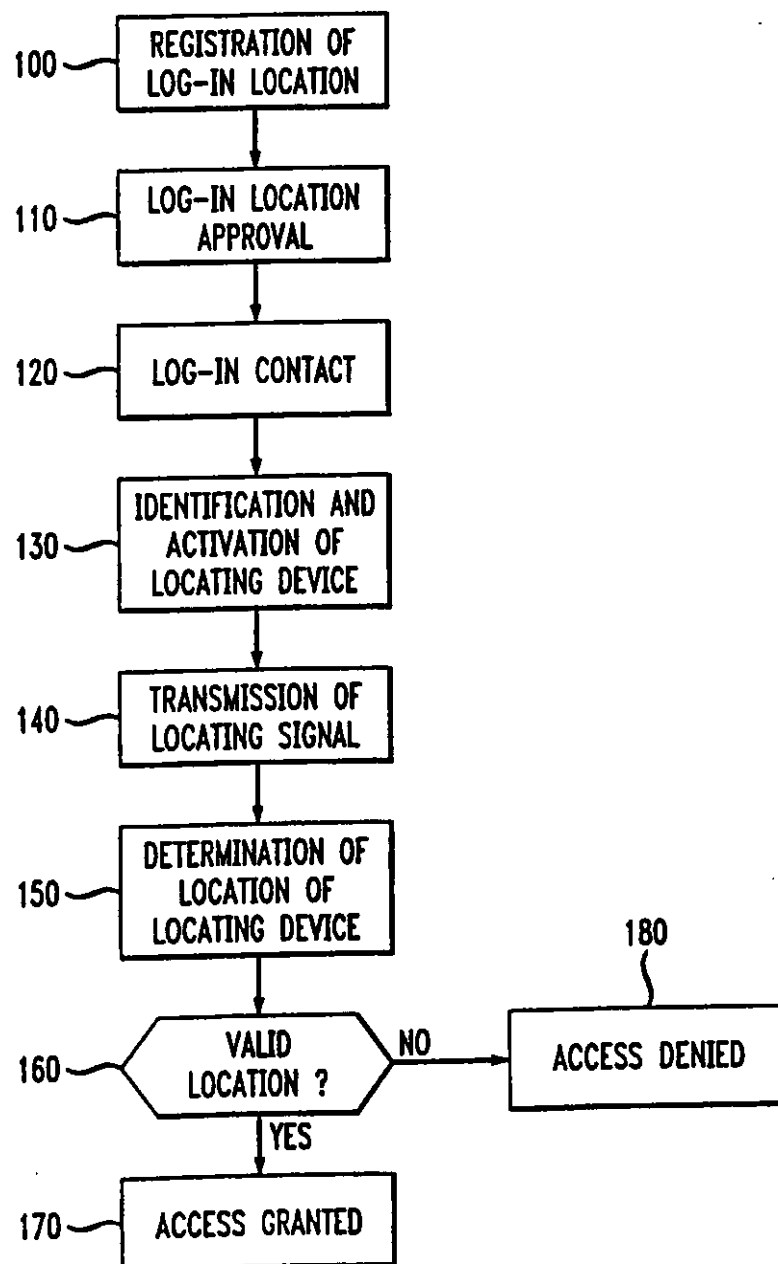 100
REGISTRATION OF
LOG-IN LOCATION
110
LOG-IN LOCATION
APPROVAL
120
LOG-IN CONTACT
130
IDENTIFICATION AND
ACTIVATION OF
LOCATING DEVICE
140
TRANSMISSION OF
LOCATING SIGNAL
150
DETERMINATION OF
LOCATION OF
LOCATING DEVICE
160
VALID
LOCATION ?
NO
180
ACCESS DENIED
YES
170
ACCESS GRANTED